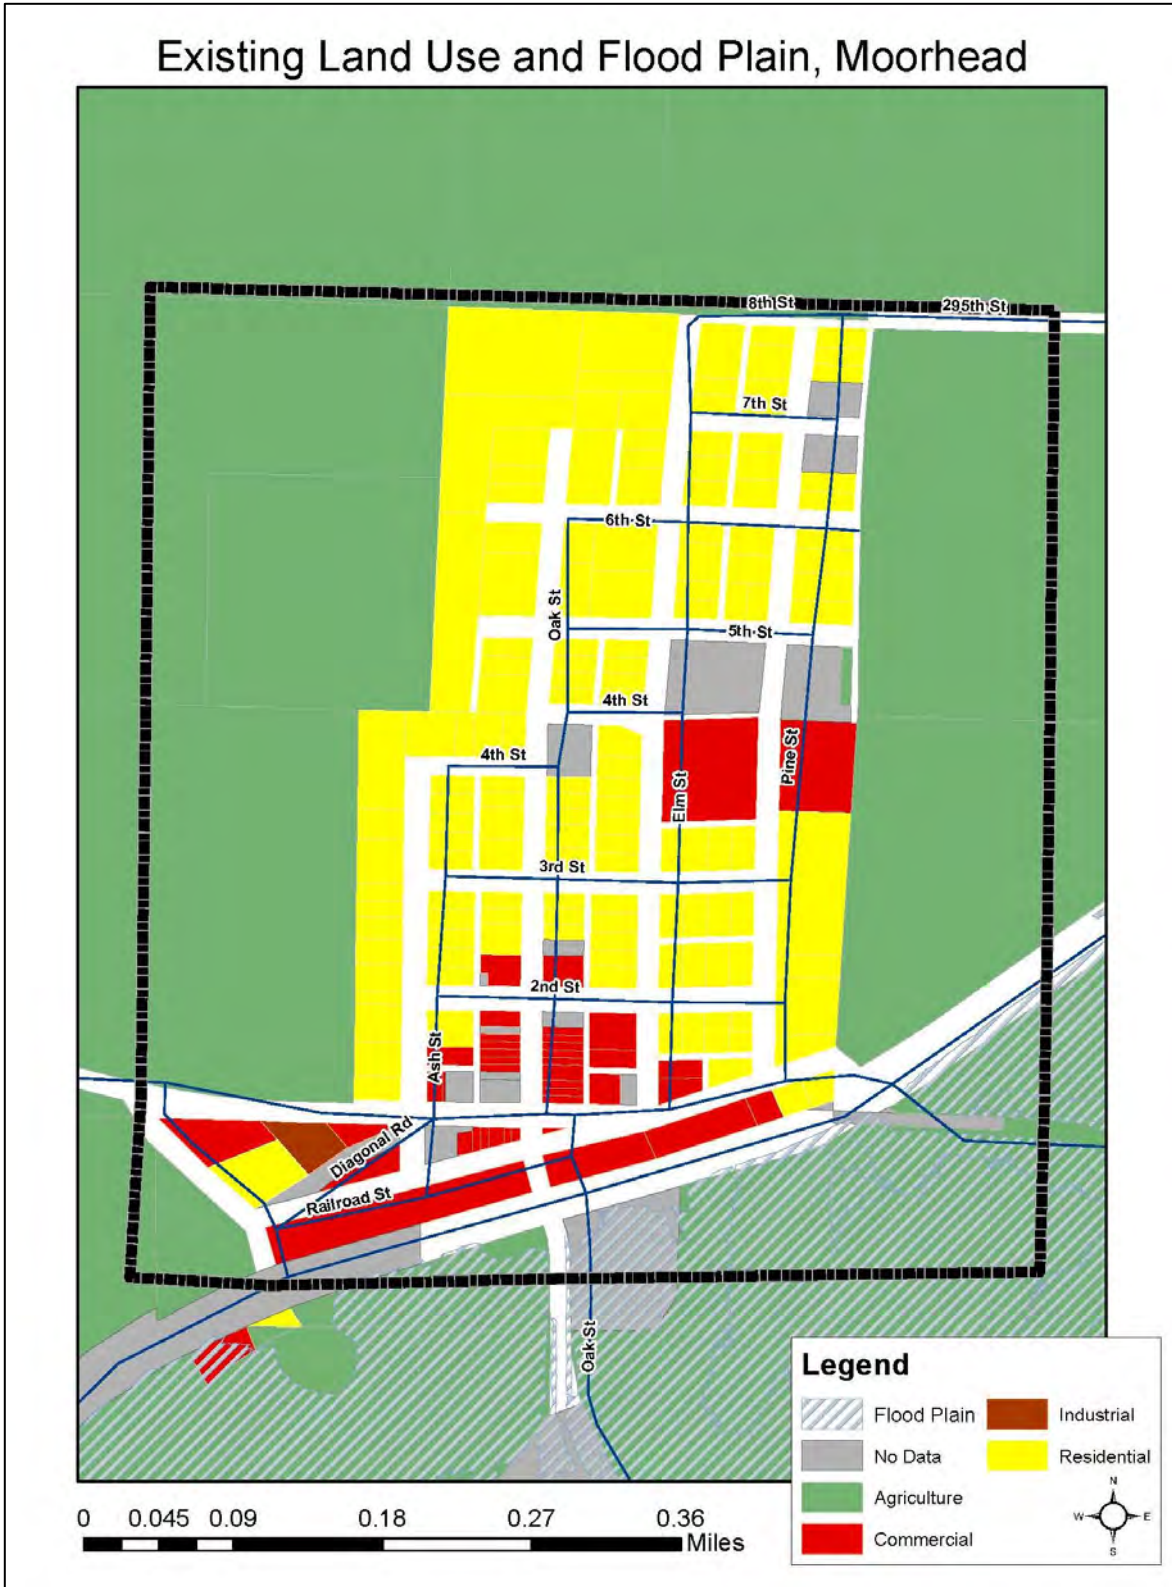 Existing Land Use and Flood Plain, Moorhead
8th St
295th St
7th St
6th St
Oak St
5th St
4th St
4th St
Elm St
Pine St
3rd St
2nd St
Ash St
Diagonal Rd
Railroad St
Oak St
Legend
Flood Plain
Industrial
No Data
Residential
Agriculture
Commercial
N
W E
S
0 0.045 0.09 0.18 0.27 0.36
Miles